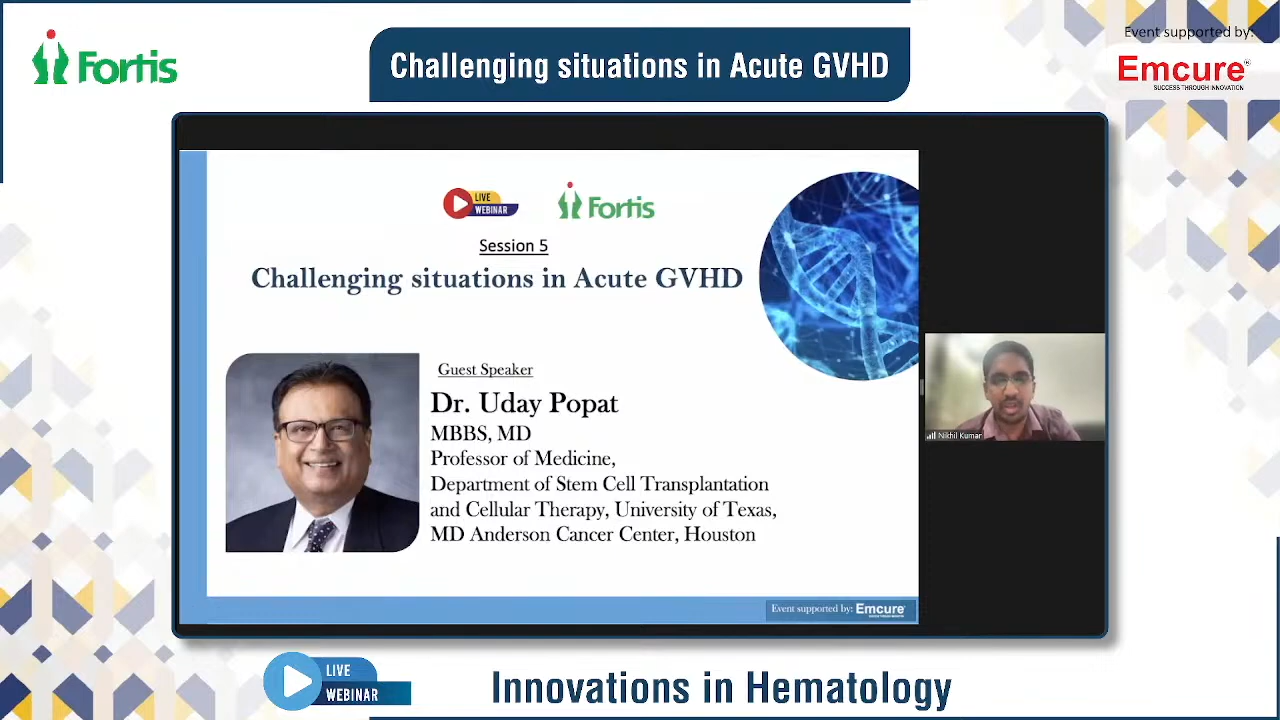 Fortis
Challenging situations in Acute GVHD
Event supported by:
Emcure®
SUCCESS THROUGH INNOVATION
LIVE
WEBINAR
Fortis
Session 5
Challenging situations in Acute GVHD
Guest Speaker
Dr. Uday Popat
MBBS, MD
Professor of Medicine,
Department of Stem Cell Transplantation
and Cellular Therapy, University of Texas,
MD Anderson Cancer Center, Houston
Nikhil Kumar
Event supported by: Emcure
LIVE
WEBINAR
Innovations in Hematology